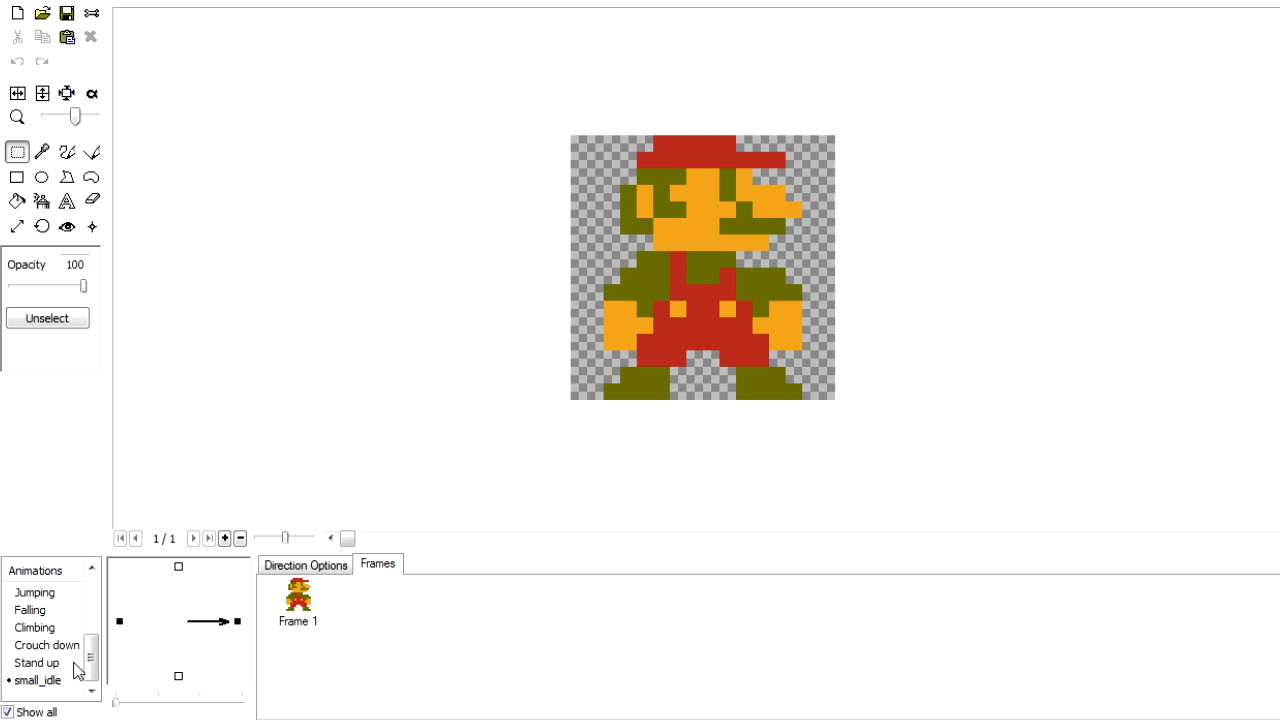 Opacity 100
Unselect
1 / 1
Animations
Jumping
Falling
Climbing
Crouch down
Stand up
small_idle
Show all
Direction Options Frames
Frame 1